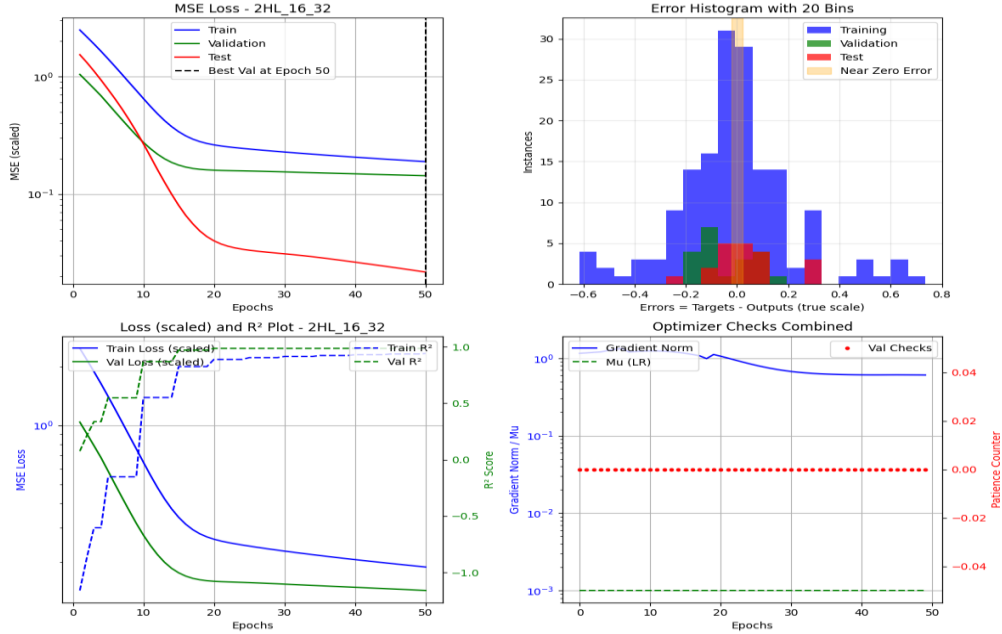 MSE Loss - 2HL_16_32
Train
Validation
Test
Best Val at Epoch 50
MSE (scaled)
10⁰
10⁻¹
0 10 20 30 40 50
Epochs
Error Histogram with 20 Bins
Training
Validation
Test
Near Zero Error
Instances
30
25
20
15
10
5
0
−0.6 −0.4 −0.2 0.0 0.2 0.4 0.6 0.8
Errors = Targets - Outputs (true scale)
Loss (scaled) and R² Plot - 2HL_16_32
Train Loss (scaled)
Val Loss (scaled)
Train R²
Val R²
MSE Loss
10⁰
R² Score
1.0
0.5
0.0
−0.5
−1.0
0 10 20 30 40 50
Epochs
Optimizer Checks Combined
Gradient Norm
Mu (LR)
Val Checks
Gradient Norm / Mu
10⁰
10⁻¹
10⁻²
10⁻³
Patience Counter
0.04
0.02
0.00
−0.02
−0.04
0 10 20 30 40 50
Epochs